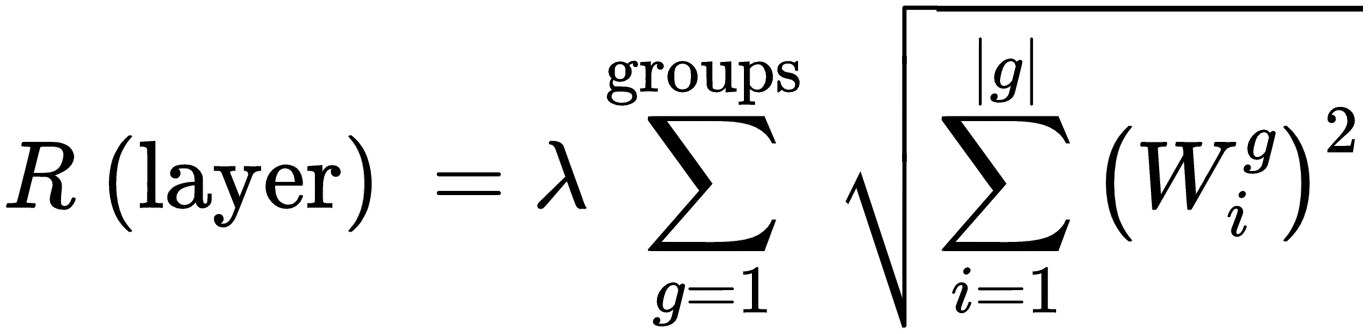 R (layer) = λ ∑_{g=1}^{groups} √(∑_{i=1}^{|g|} (W_i^g)^2)